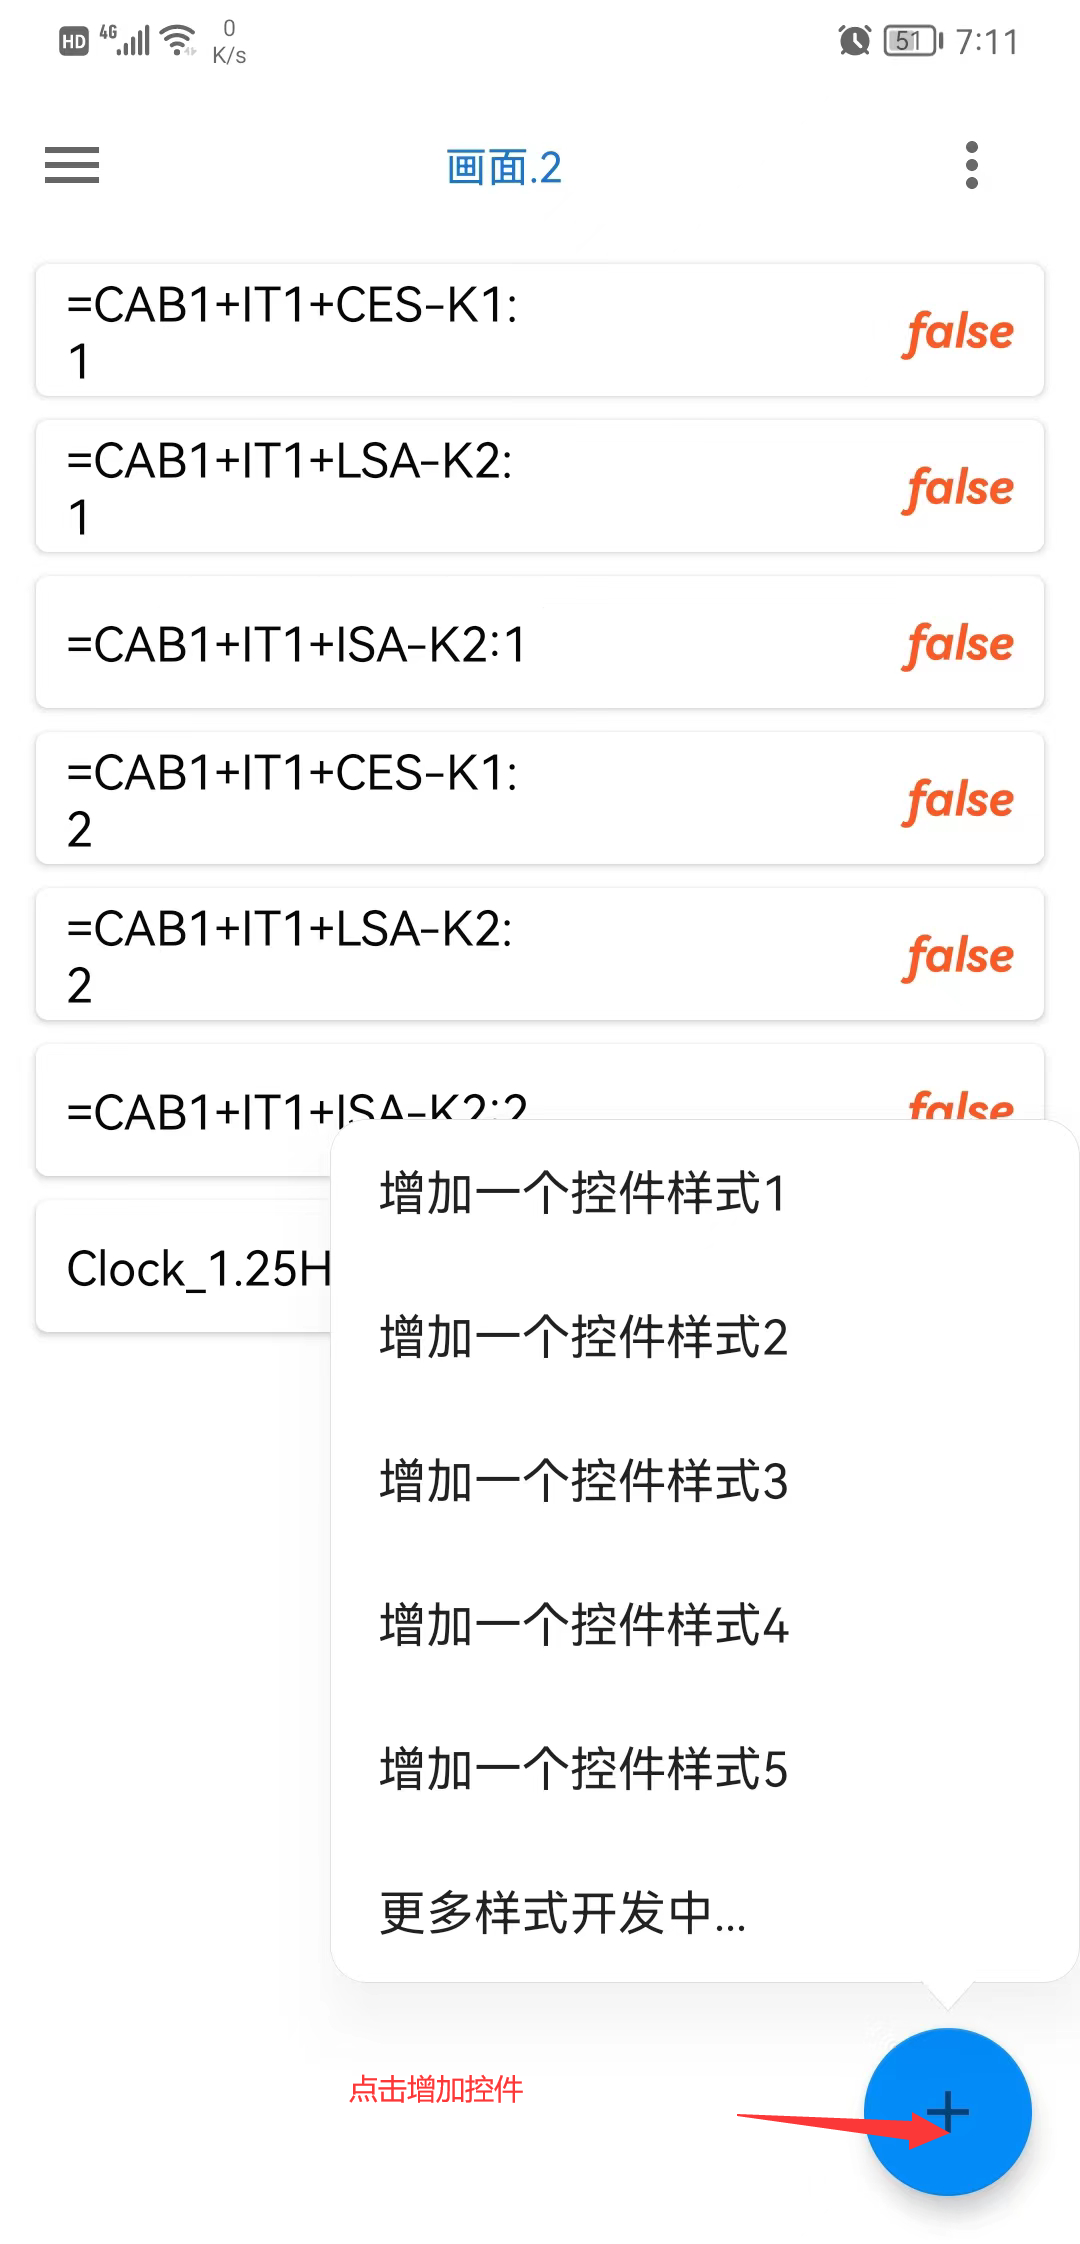 HD 4G 0 K/s 51 7:11
画面.2
=CAB1+IT1+CES-K1:
1
false
=CAB1+IT1+LSA-K2:
1
false
=CAB1+IT1+ISA-K2:1
false
=CAB1+IT1+CES-K1:
2
false
=CAB1+IT1+LSA-K2:
2
false
=CAB1+IT1+ISA-K2:2
false
Clock_1.25H
增加一个控件样式1
增加一个控件样式2
增加一个控件样式3
增加一个控件样式4
增加一个控件样式5
更多样式开发中...
点击增加控件